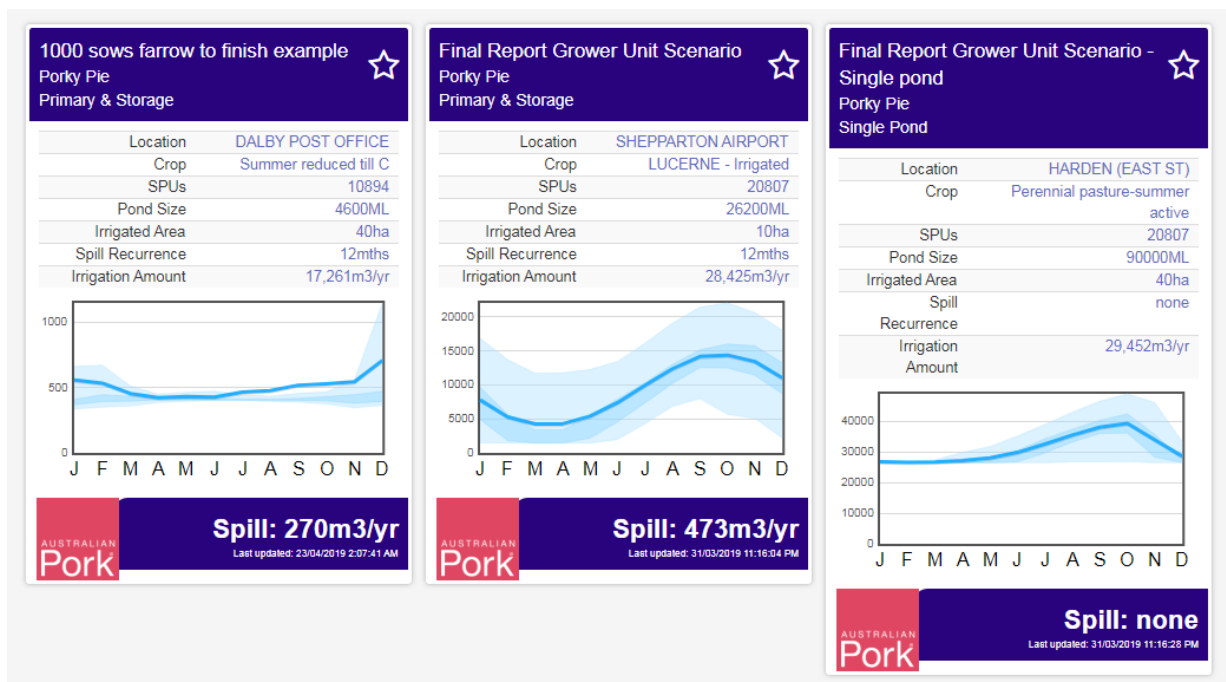 1000 sows farrow to finish example
Porky Pie
Primary & Storage
Location DALBY POST OFFICE
Crop Summer reduced till C
SPUs 10894
Pond Size 4600ML
Irrigated Area 40ha
Spill Recurrence 12mths
Irrigation Amount 17,261m3/yr
1000
500
0
J F M A M J J A S O N D
AUSTRALIAN
Pork
Spill: 270m3/yr
Last updated: 23/04/2019 2:07:41 AM
Final Report Grower Unit Scenario
Porky Pie
Primary & Storage
Location SHEPPARTON AIRPORT
Crop LUCERNE - Irrigated
SPUs 20807
Pond Size 26200ML
Irrigated Area 10ha
Spill Recurrence 12mths
Irrigation Amount 28,425m3/yr
20000
15000
10000
5000
0
J F M A M J J A S O N D
AUSTRALIAN
Pork
Spill: 473m3/yr
Last updated: 31/03/2019 11:16:04 PM
Final Report Grower Unit Scenario -
Single pond
Porky Pie
Single Pond
Location HARDEN (EAST ST)
Crop Perennial pasture-summer
active
SPUs 20807
Pond Size 90000ML
Irrigated Area 40ha
Spill none
Recurrence
Irrigation 29,452m3/yr
Amount
40000
30000
20000
10000
0
J F M A M J J A S O N D
AUSTRALIAN
Pork
Spill: none
Last updated: 31/03/2019 11:16:28 PM